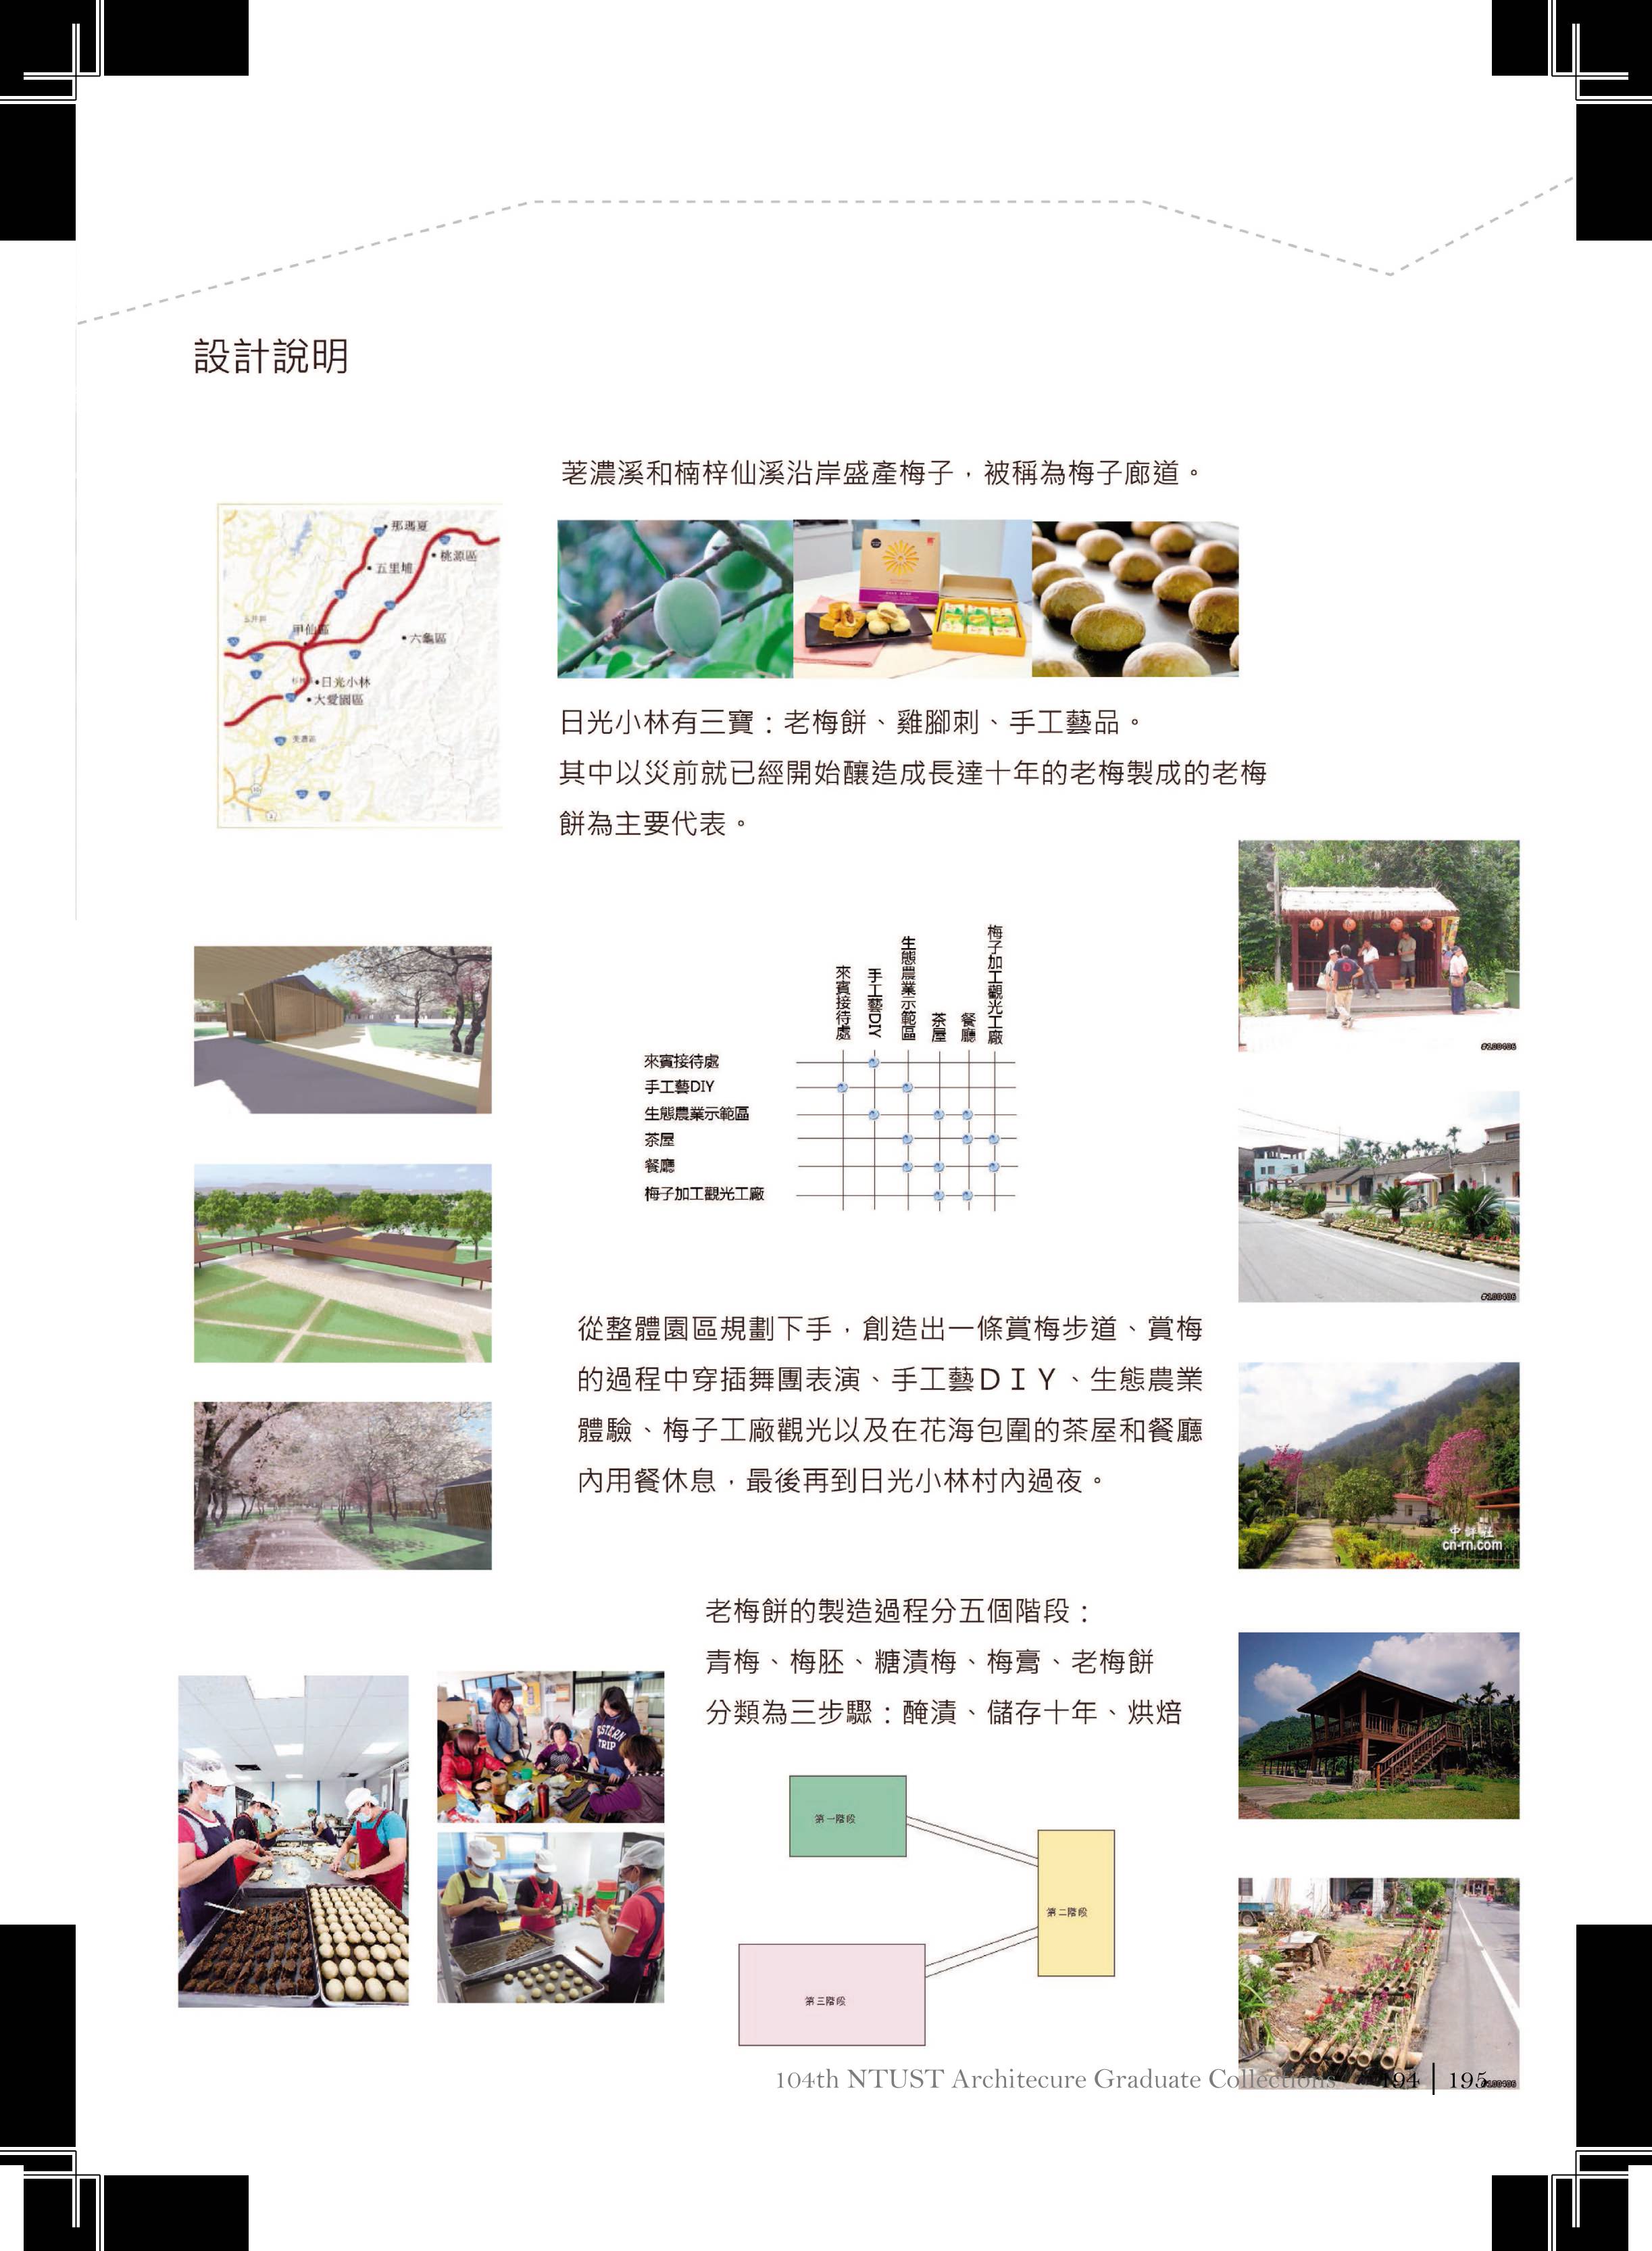 設計說明
荖濃溪和楠梓仙溪沿岸盛產梅子，被稱為梅子廊道。
那瑪夏
桃源區
五里埔
甲仙區
六龜區
日光小林
大愛園區
日光小林有三寶：老梅餅、雞腳刺、手工藝品。
其中以災前就已經開始釀造成長達十年的老梅製成的老梅
餅為主要代表。
來賓接待處
手工藝DIY
生態農業示範區
茶屋
餐廳
梅子加工觀光工廠
來賓接待處
手工藝DIY
生態農業示範區
茶屋
餐廳
梅子加工觀光工廠
從整體園區規劃下手，創造出一條賞梅步道、賞梅
的過程中穿插舞團表演、手工藝ＤＩＹ、生態農業
體驗、梅子工廠觀光以及在花海包圍的茶屋和餐廳
內用餐休息，最後再到日光小林村內過夜。
中評社
cn-rn.com
老梅餅的製造過程分五個階段：
青梅、梅胚、糖漬梅、梅膏、老梅餅
分類為三步驟：醃漬、儲存十年、烘焙
第一階段
第二階段
第三階段
104th NTUST Architecure Graduate Collections
194 | 195